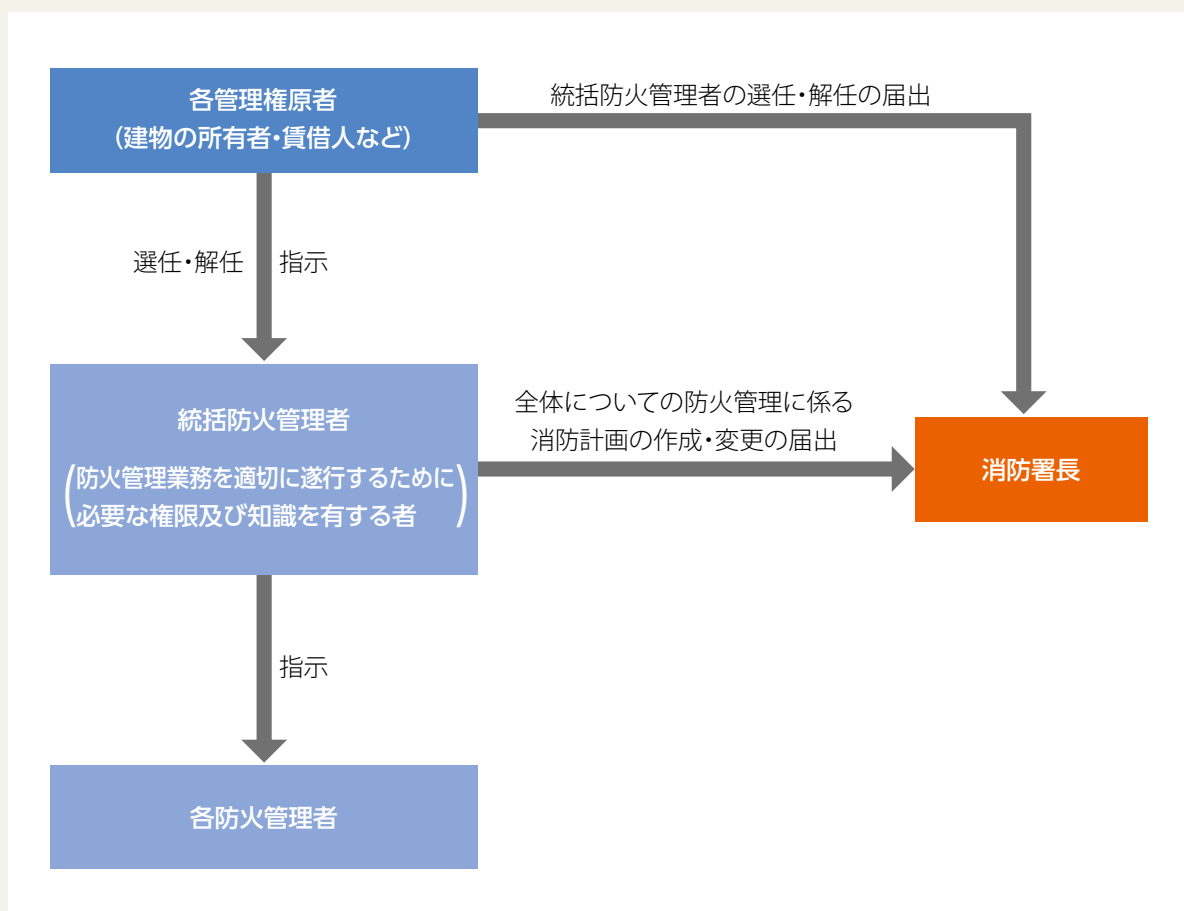 各管理権原者
(建物の所有者・賃借人など)
統括防火管理者の選任・解任の届出
選任・解任
指示
統括防火管理者
(防火管理業務を適切に遂行するために
必要な権限及び知識を有する者)
全体についての防火管理に係る
消防計画の作成・変更の届出
消防署長
指示
各防火管理者